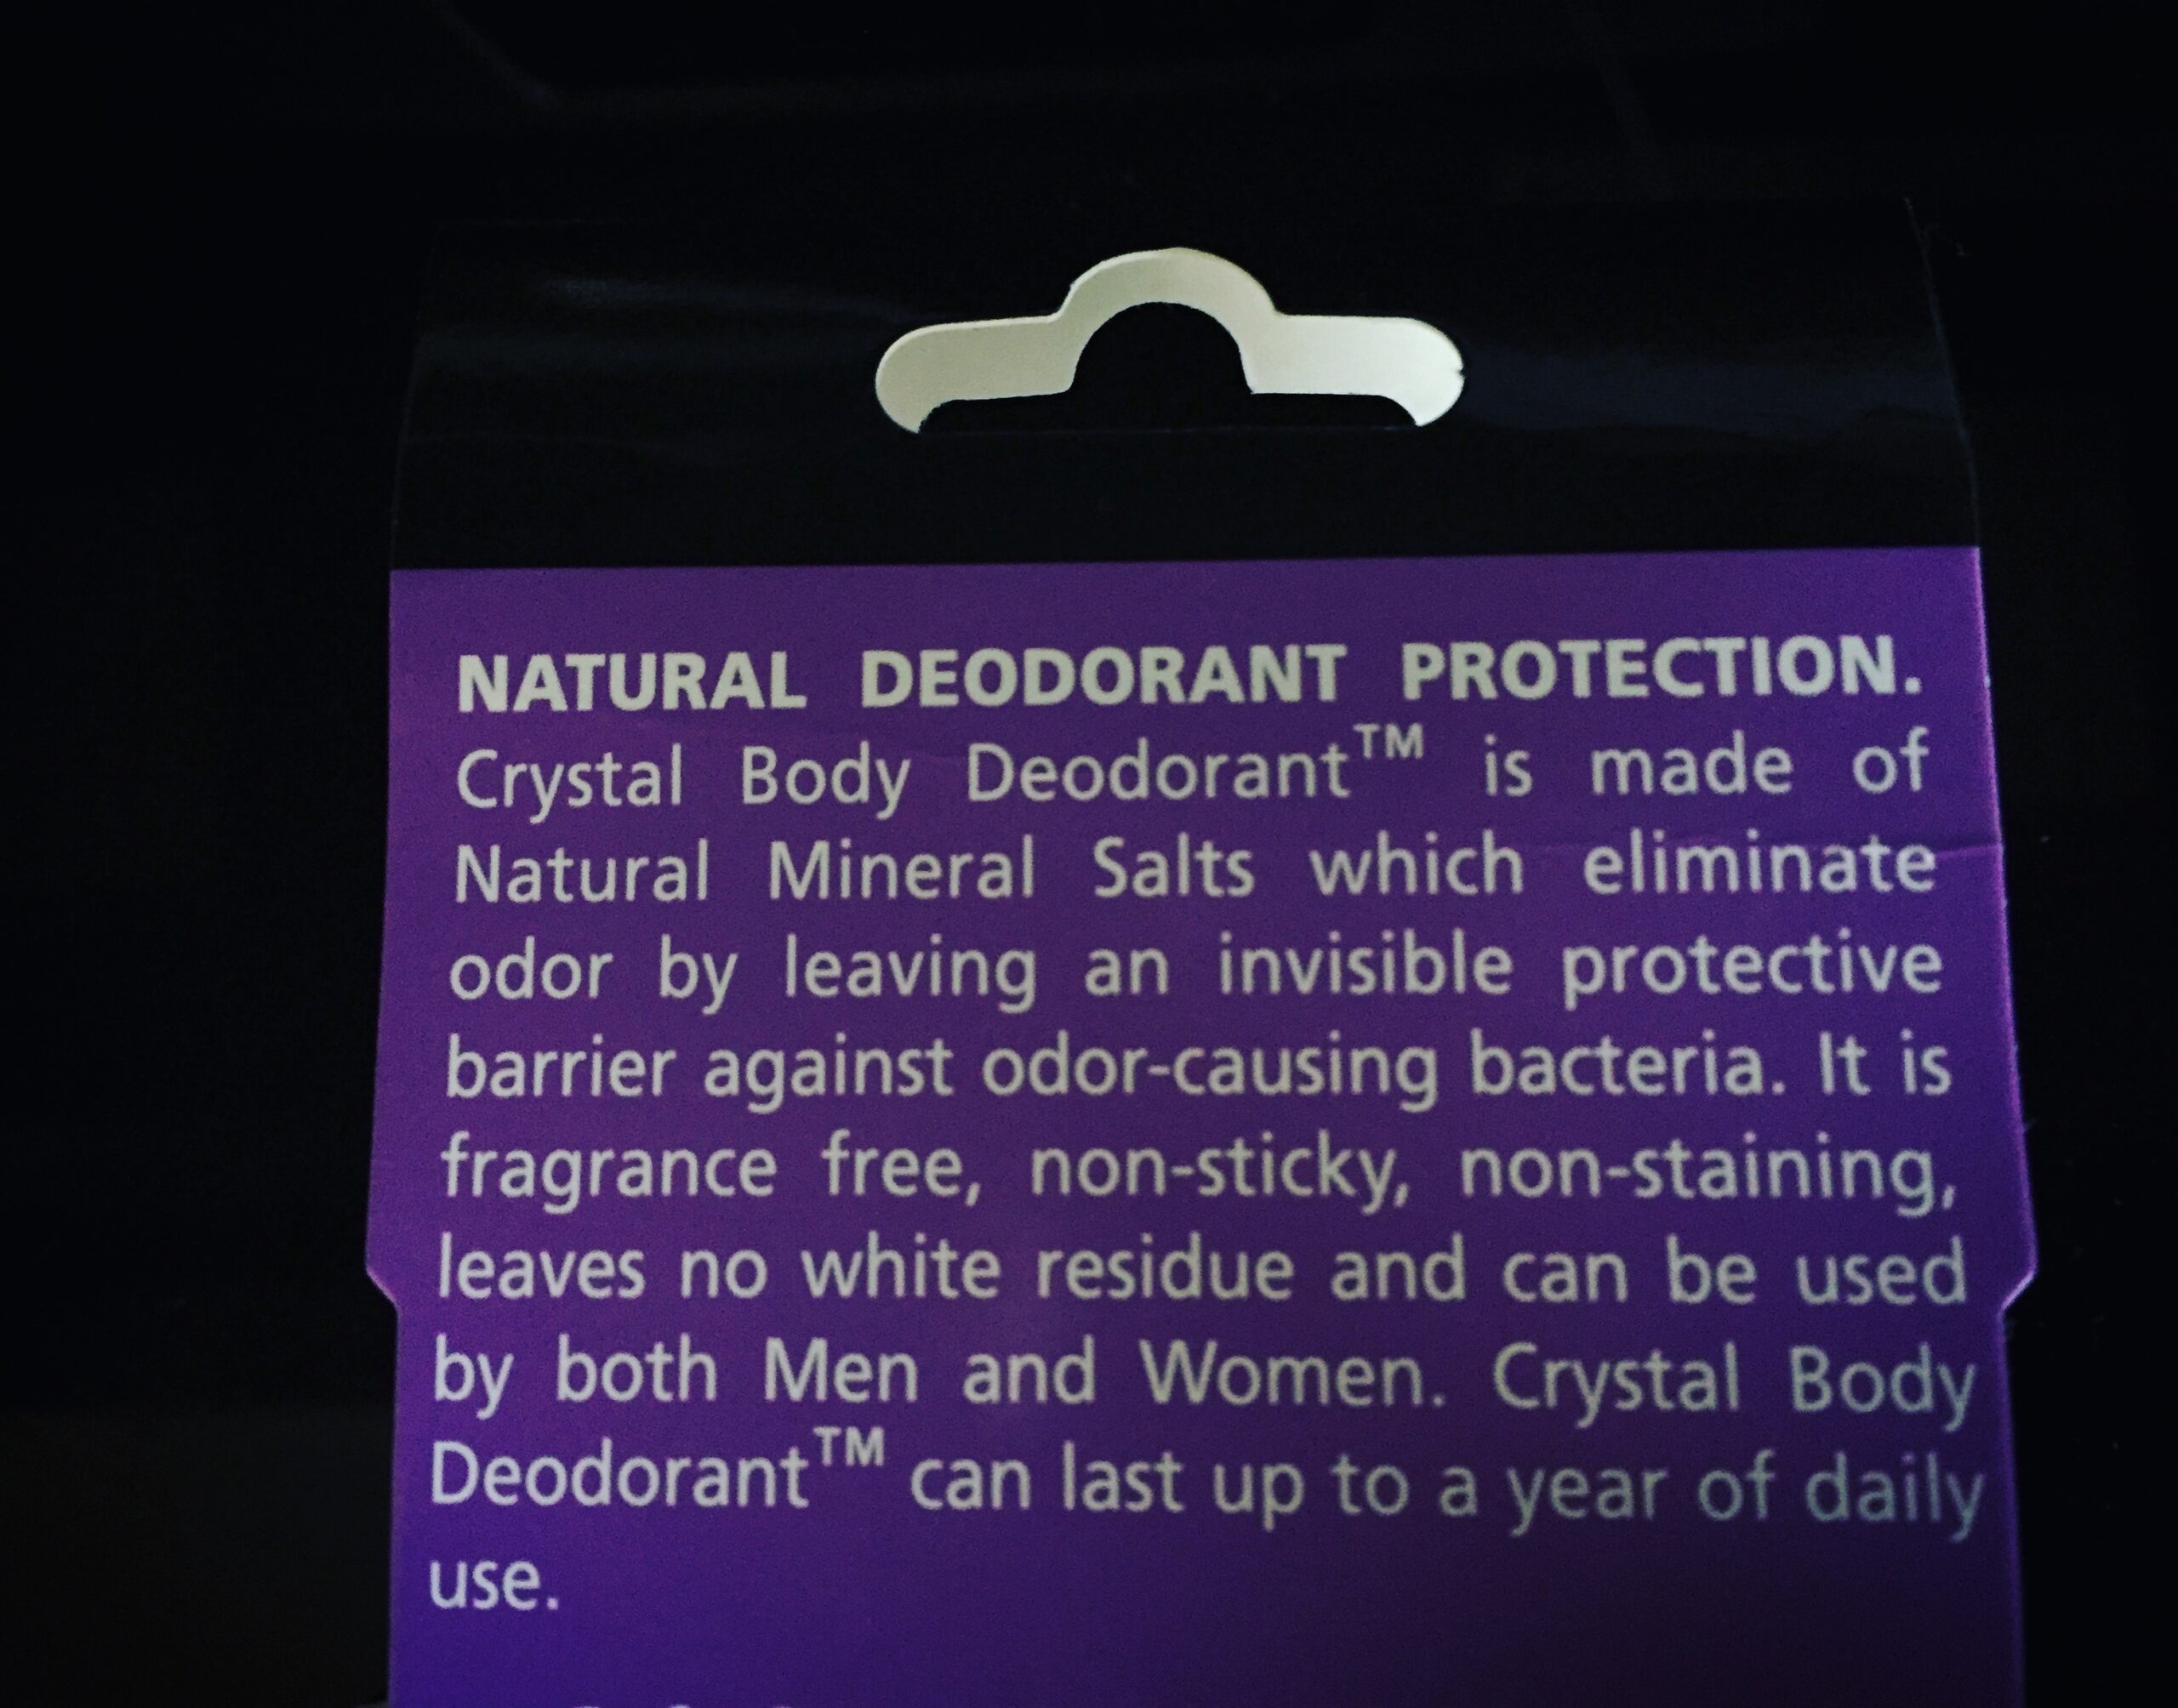 NATURAL DEODORANT PROTECTION.
Crystal Body Deodorant™ is made of
Natural Mineral Salts which eliminate
odor by leaving an invisible protective
barrier against odor-causing bacteria. It is
fragrance free, non-sticky, non-staining,
leaves no white residue and can be used
by both Men and Women. Crystal Body
Deodorant™ can last up to a year of daily
use.